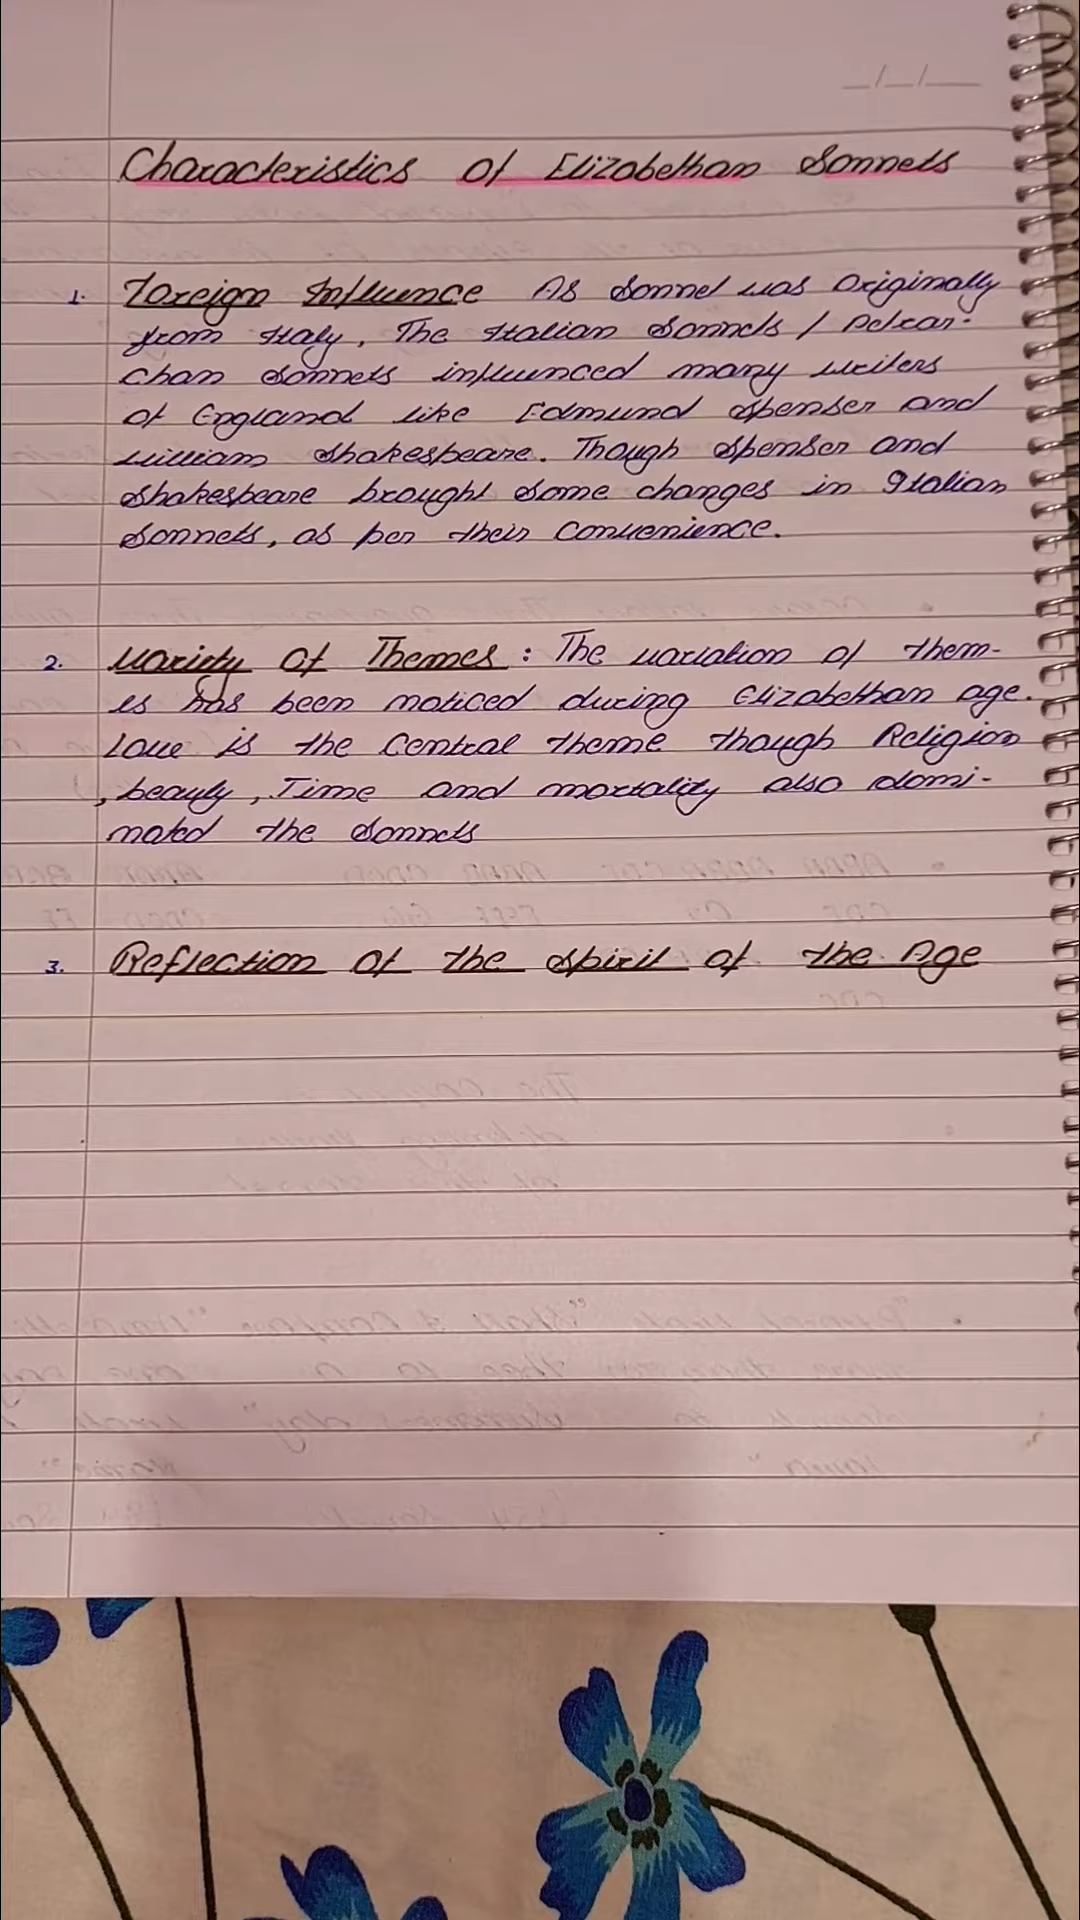 Characteristics Of Elizabethan Sonnets
1. Foreign Influence As Sonnet was Originally
from Italy, The Italian Sonnets / Petrar-
chan Sonnets influenced many writers
of England like Edmund Spenser and
William Shakespeare. Though Spenser and
Shakespeare brought some changes in Italian
Sonnets, as per their Convenience.
2. Variety Of Themes : The variation of them-
es has been noticed during Elizabethan age.
Love is the Central theme though Religion
, beauty, Time and mortality also domi-
nated the Sonnets
3. Reflection Of the Spirit of the Age